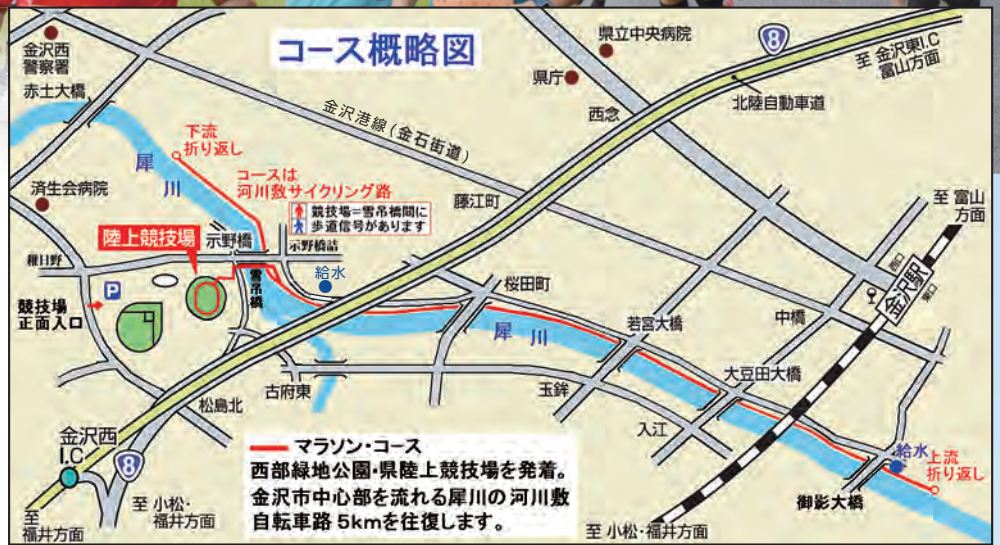 コース概略図
金沢西
警察署
赤土大橋
県立中央病院
県庁
8
至 金沢東I.C
富山方面
北陸自動車道
西念
金沢港線(金石街道)
下流
折り返し
犀川
コースは
河川敷サイクリング路
競技場=雪吊橋間に
歩道信号があります
済生会病院
藤江町
至 富山
方面
陸上競技場
示野橋
示野橋詰
稚日野
P
競技場
正面入口
雪吊橋
給水
桜田町
西口
金沢駅
東口
犀川
若宮大橋
中橋
大豆田大橋
古府東
松島北
玉鉾
入江
金沢西
I.C
8
給水
上流
折り返し
御影大橋
マラソン・コース
西部緑地公園・県陸上競技場を発着。
金沢市中心部を流れる犀川の河川敷
自転車路5kmを往復します。
至
福井方面
至 小松・
福井方面
至 小松・福井方面